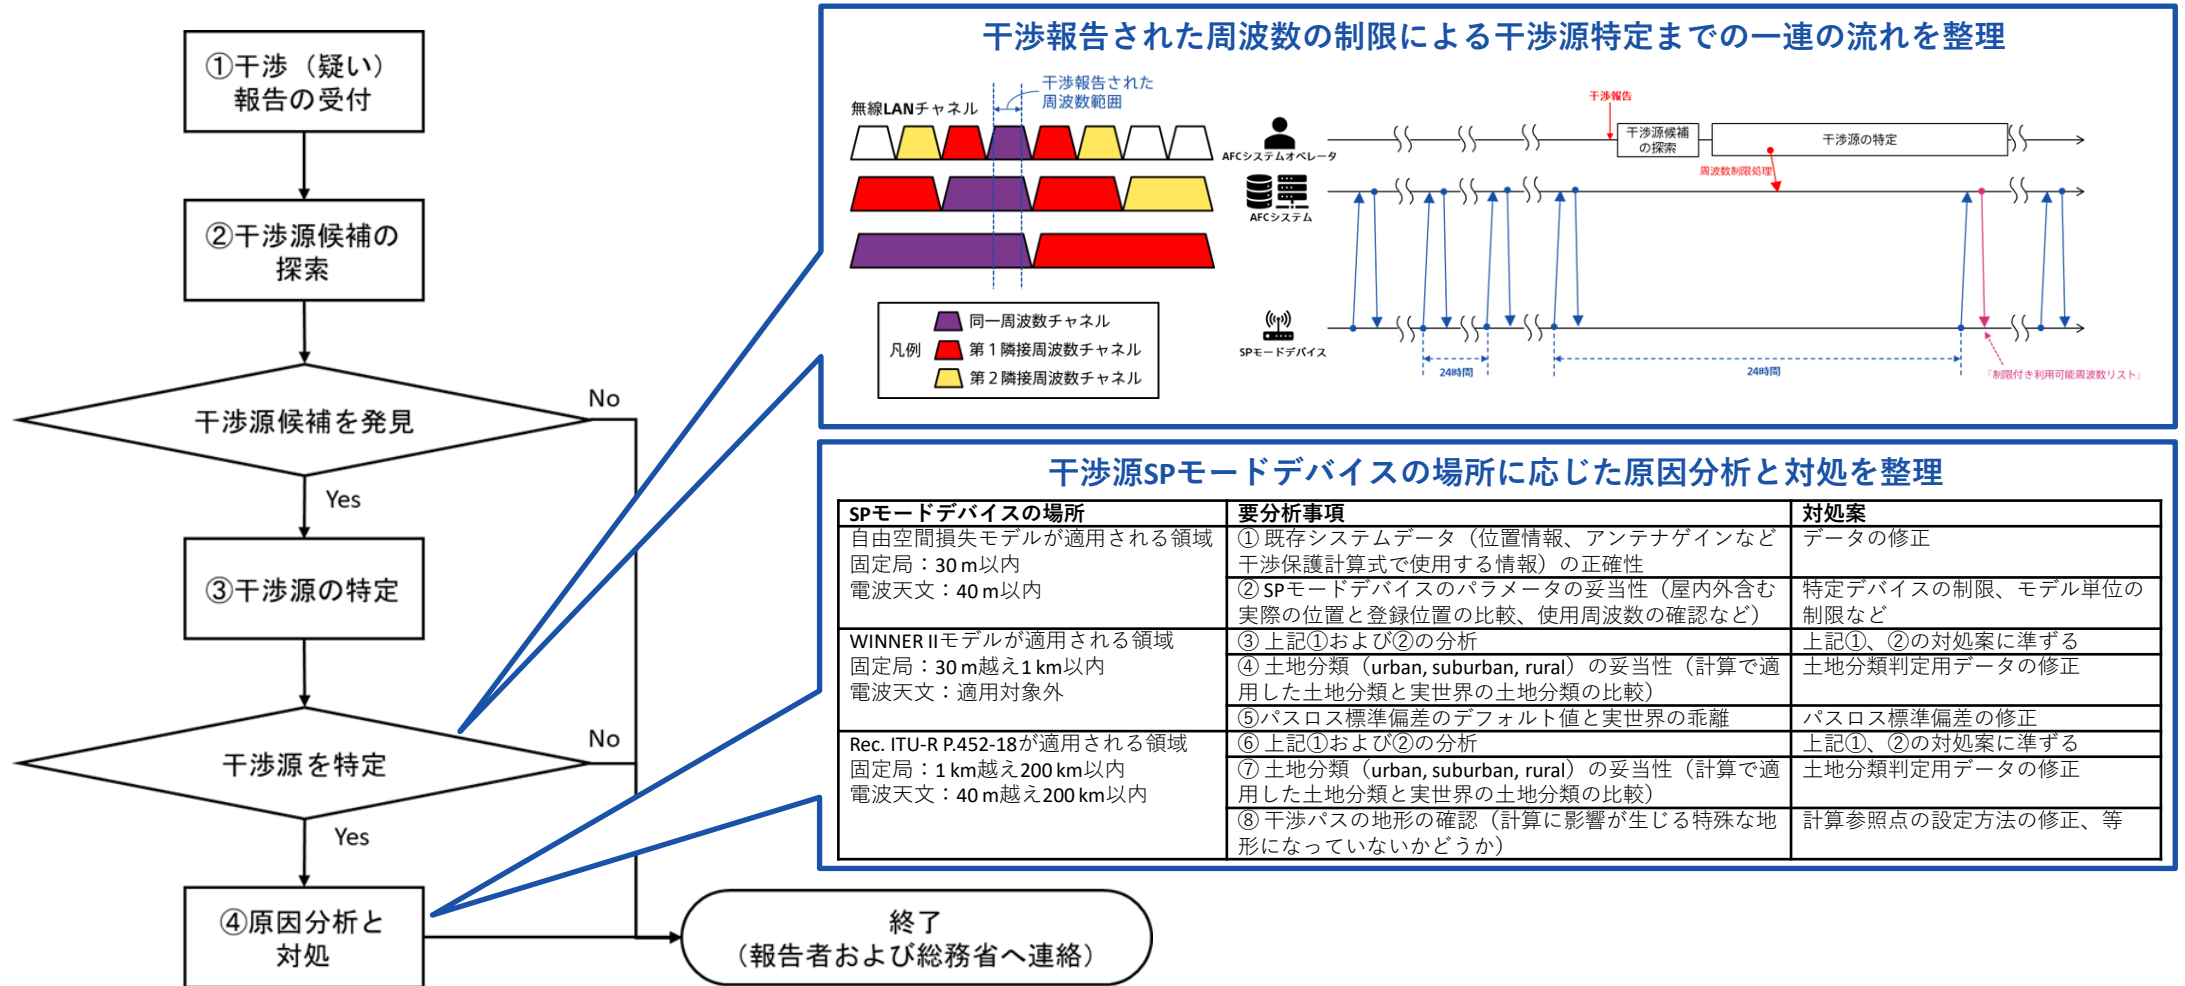 ①干渉（疑い）
報告の受付
②干渉源候補の
探索
干渉源候補を発見
No
Yes
③干渉源の特定
干渉源を特定
No
Yes
④原因分析と
対処
終了
（報告者および総務省へ連絡）
干渉報告された周波数の制限による干渉源特定までの一連の流れを整理
干渉報告された
周波数範囲
無線LANチャネル
凡例
同一周波数チャネル
第１隣接周波数チャネル
第２隣接周波数チャネル
干渉報告
AFCシステムオペレータ
干渉源候補
の探索
干渉源の特定
周波数制限処理
AFCシステム
SPモードデバイス
24時間
24時間
『制限付き利用可能周波数リスト』
干渉源SPモードデバイスの場所に応じた原因分析と対処を整理
SPモードデバイスの場所
要分析事項
対処案
自由空間損失モデルが適用される領域
固定局：30 m以内
電波天文：40 m以内
① 既存システムデータ（位置情報、アンテナゲインなど
干渉保護計算式で使用する情報）の正確性
データの修正
② SPモードデバイスのパラメータの妥当性（屋内外含む
実際の位置と登録位置の比較、使用周波数の確認など）
特定デバイスの制限、モデル単位の
制限など
WINNER IIモデルが適用される領域
固定局：30 m越え1 km以内
電波天文：適用対象外
③ 上記①および②の分析
上記①、②の対処案に準ずる
④ 土地分類（urban, suburban, rural）の妥当性（計算で適
用した土地分類と実世界の土地分類の比較）
土地分類判定用データの修正
⑤パスロス標準偏差のデフォルト値と実世界の乖離
パスロス標準偏差の修正
Rec. ITU-R P.452-18が適用される領域
固定局：1 km越え200 km以内
電波天文：40 m越え200 km以内
⑥ 上記①および②の分析
上記①、②の対処案に準ずる
⑦ 土地分類（urban, suburban, rural）の妥当性（計算で適
用した土地分類と実世界の土地分類の比較）
土地分類判定用データの修正
⑧ 干渉パスの地形の確認（計算に影響が生じる特殊な地
形になっていないかどうか）
計算参照点の設定方法の修正、等